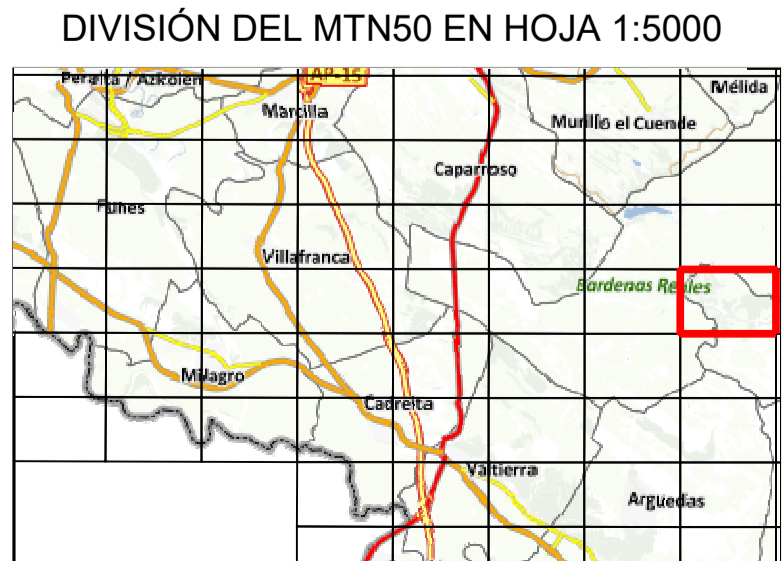 DIVISIÓN DEL MTN50 EN HOJA 1:5000
Peralta / Azkoien
AP-15
Mélida
Marcilla
Murillo el Cuende
Caparroso
Funes
Villafranca
Bardenas Reales
Milagro
Cadreita
Valtierra
Arguedas